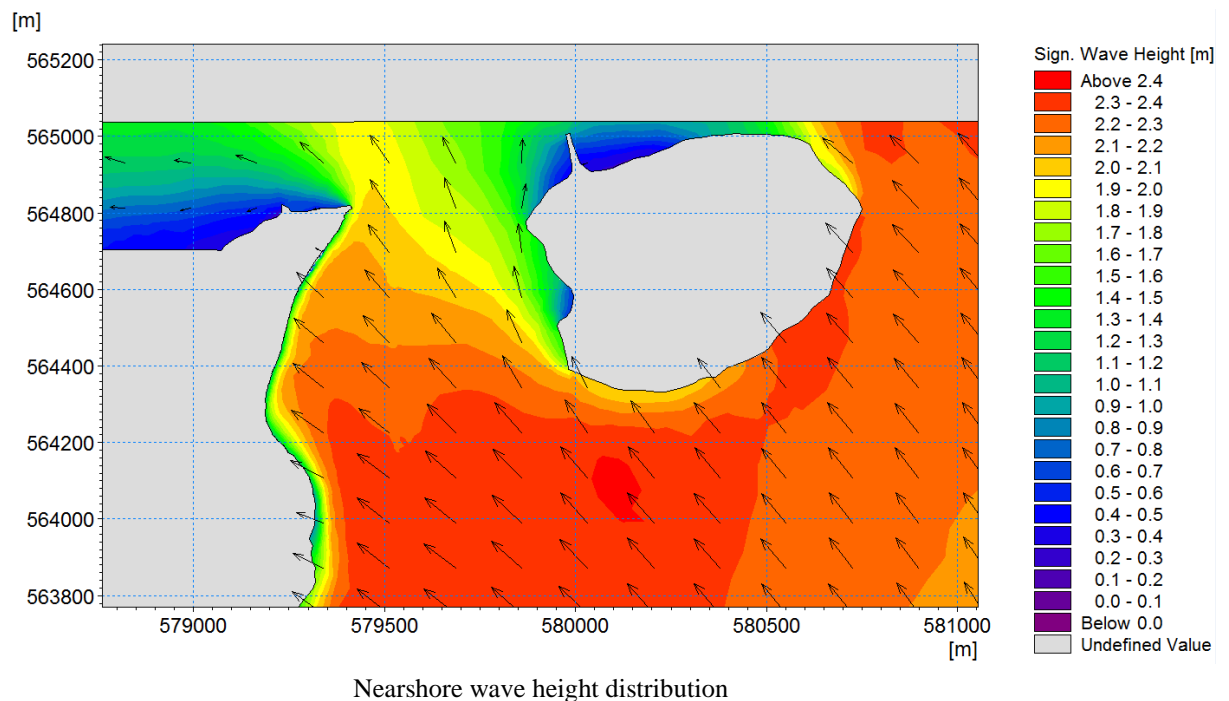 [m]
565200
565000
564800
564600
564400
564200
564000
563800
579000
579500
580000
580500
581000
[m]
Sign. Wave Height [m]
Above 2.4
2.3 - 2.4
2.2 - 2.3
2.1 - 2.2
2.0 - 2.1
1.9 - 2.0
1.8 - 1.9
1.7 - 1.8
1.6 - 1.7
1.5 - 1.6
1.4 - 1.5
1.3 - 1.4
1.2 - 1.3
1.1 - 1.2
1.0 - 1.1
0.9 - 1.0
0.8 - 0.9
0.7 - 0.8
0.6 - 0.7
0.5 - 0.6
0.4 - 0.5
0.3 - 0.4
0.2 - 0.3
0.1 - 0.2
0.0 - 0.1
Below 0.0
Undefined Value
Nearshore wave height distribution